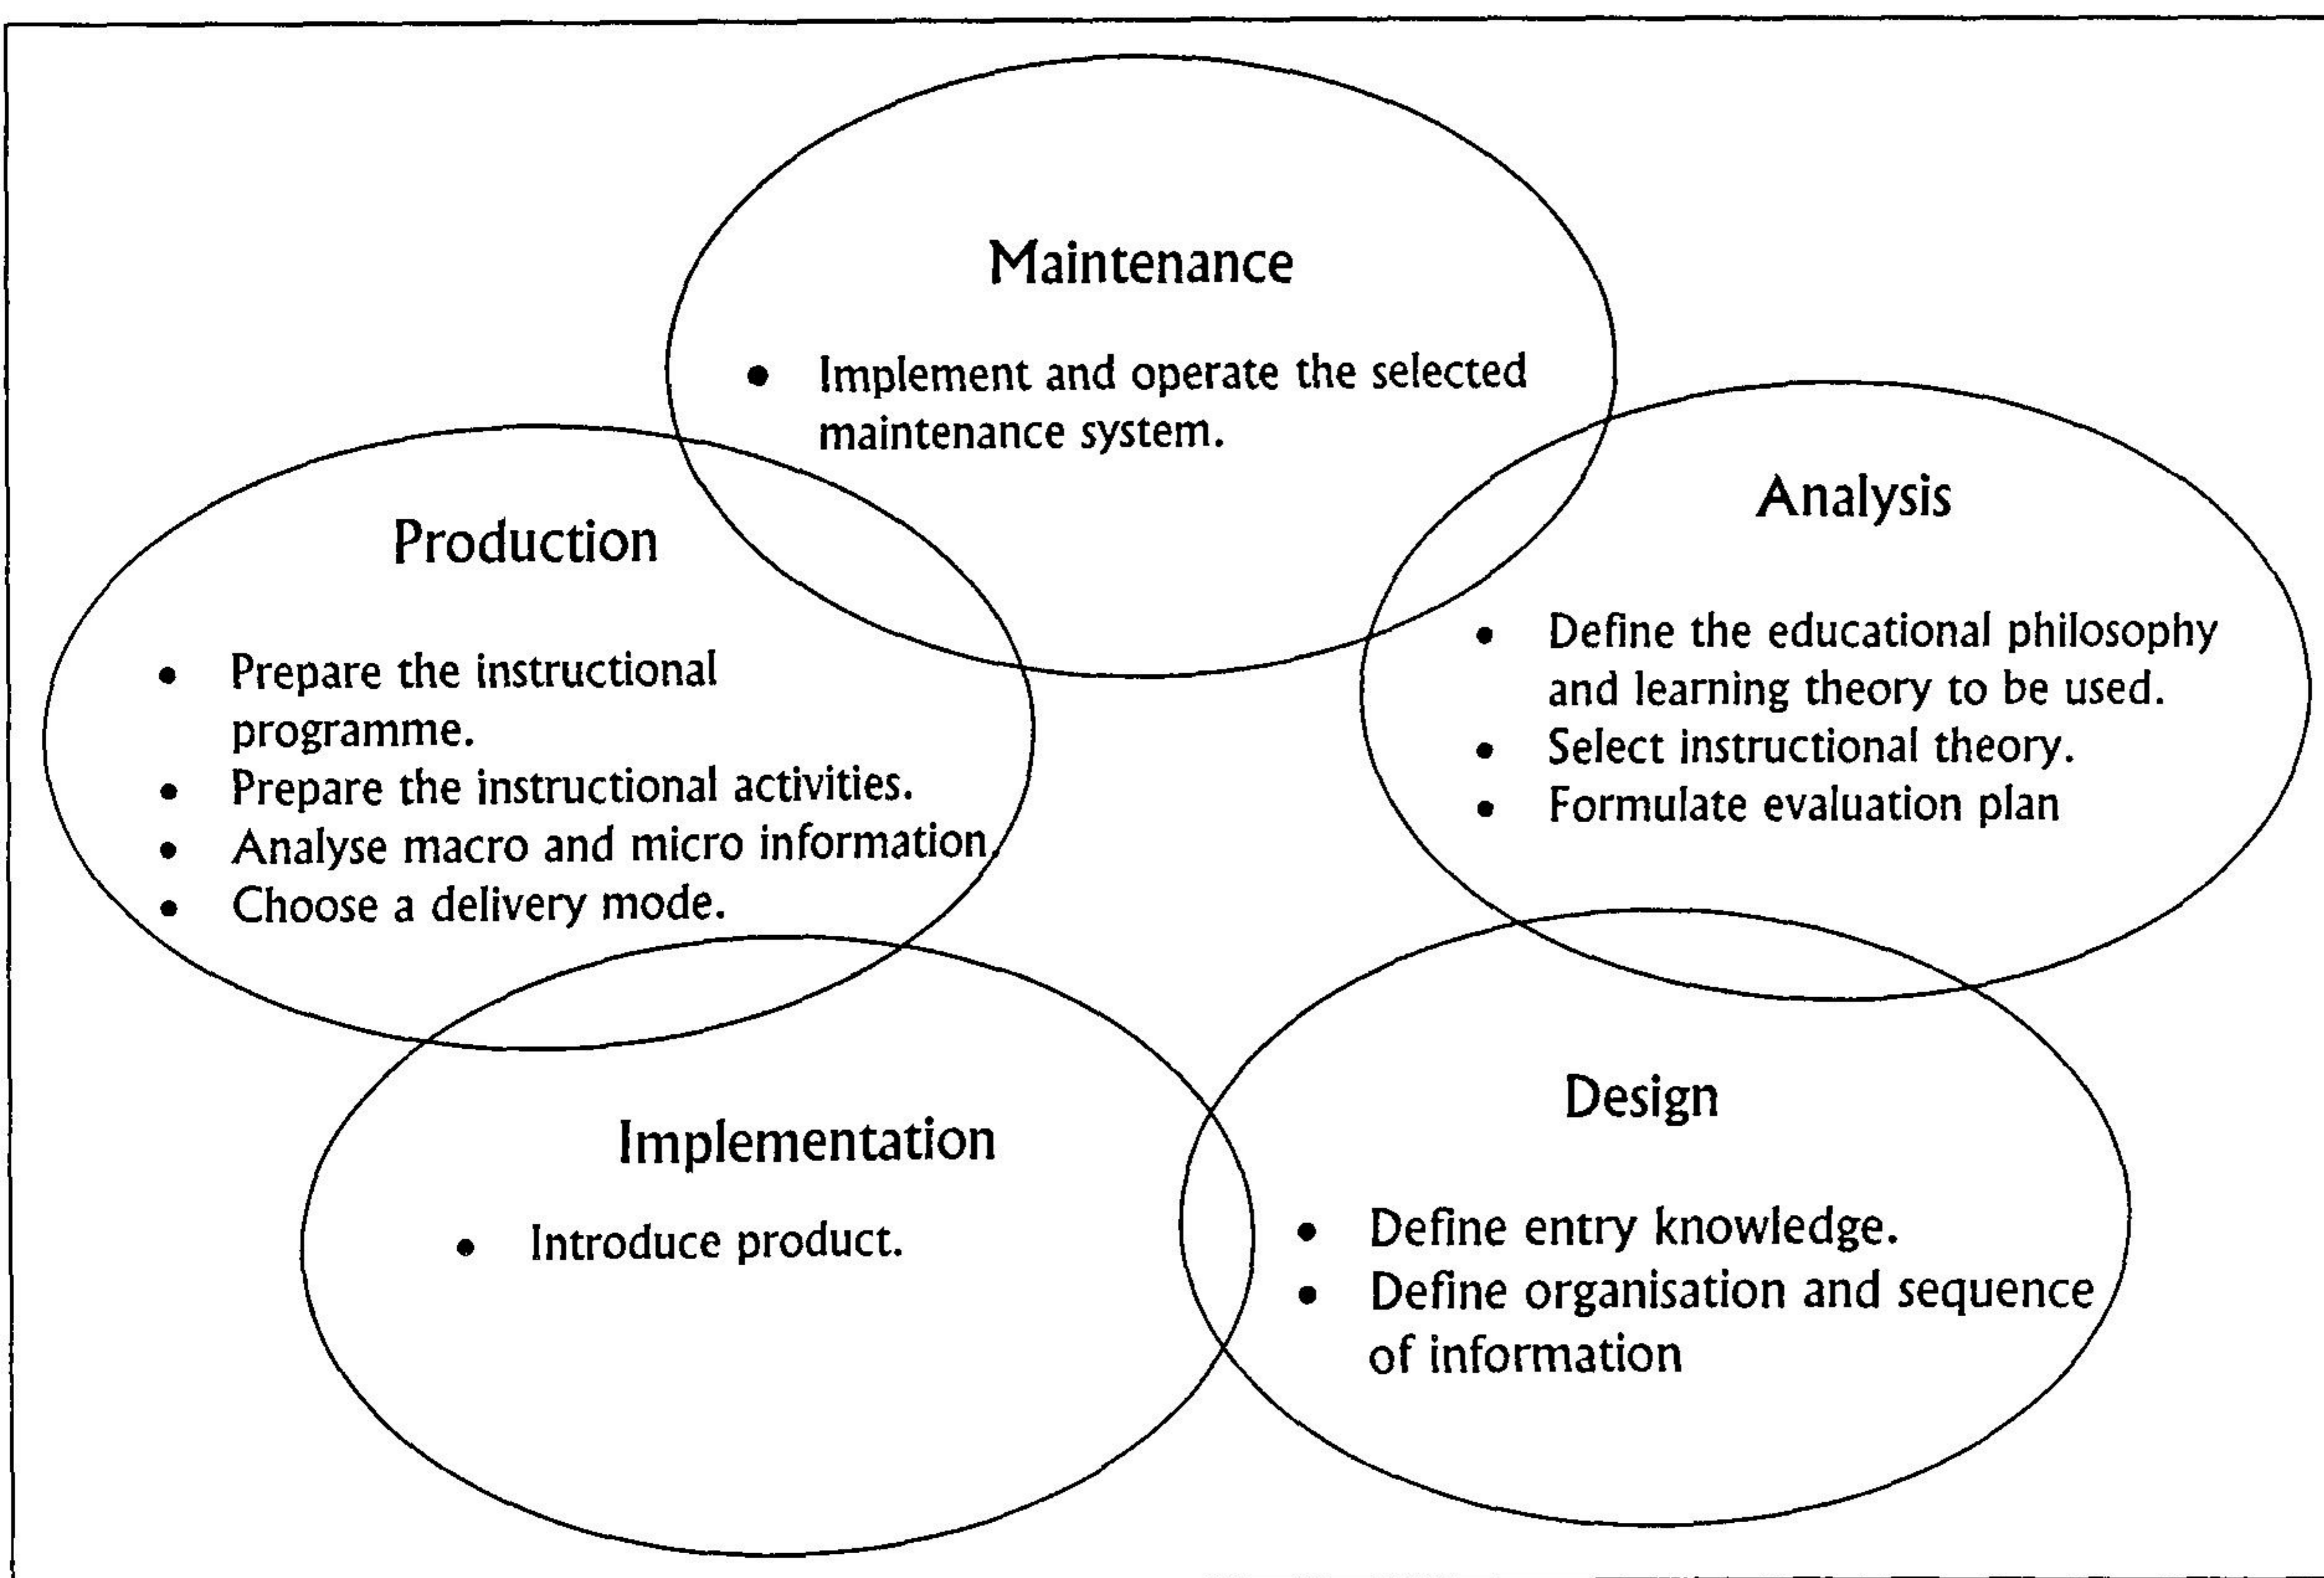 Maintenance
• Implement and operate the selected
maintenance system.
Analysis
• Define the educational philosophy
and learning theory to be used.
• Select instructional theory.
• Formulate evaluation plan
Production
• Prepare the instructional
programme.
• Prepare the instructional activities.
• Analyse macro and micro information.
• Choose a delivery mode.
Design
• Define entry knowledge.
• Define organisation and sequence
of information
Implementation
• Introduce product.